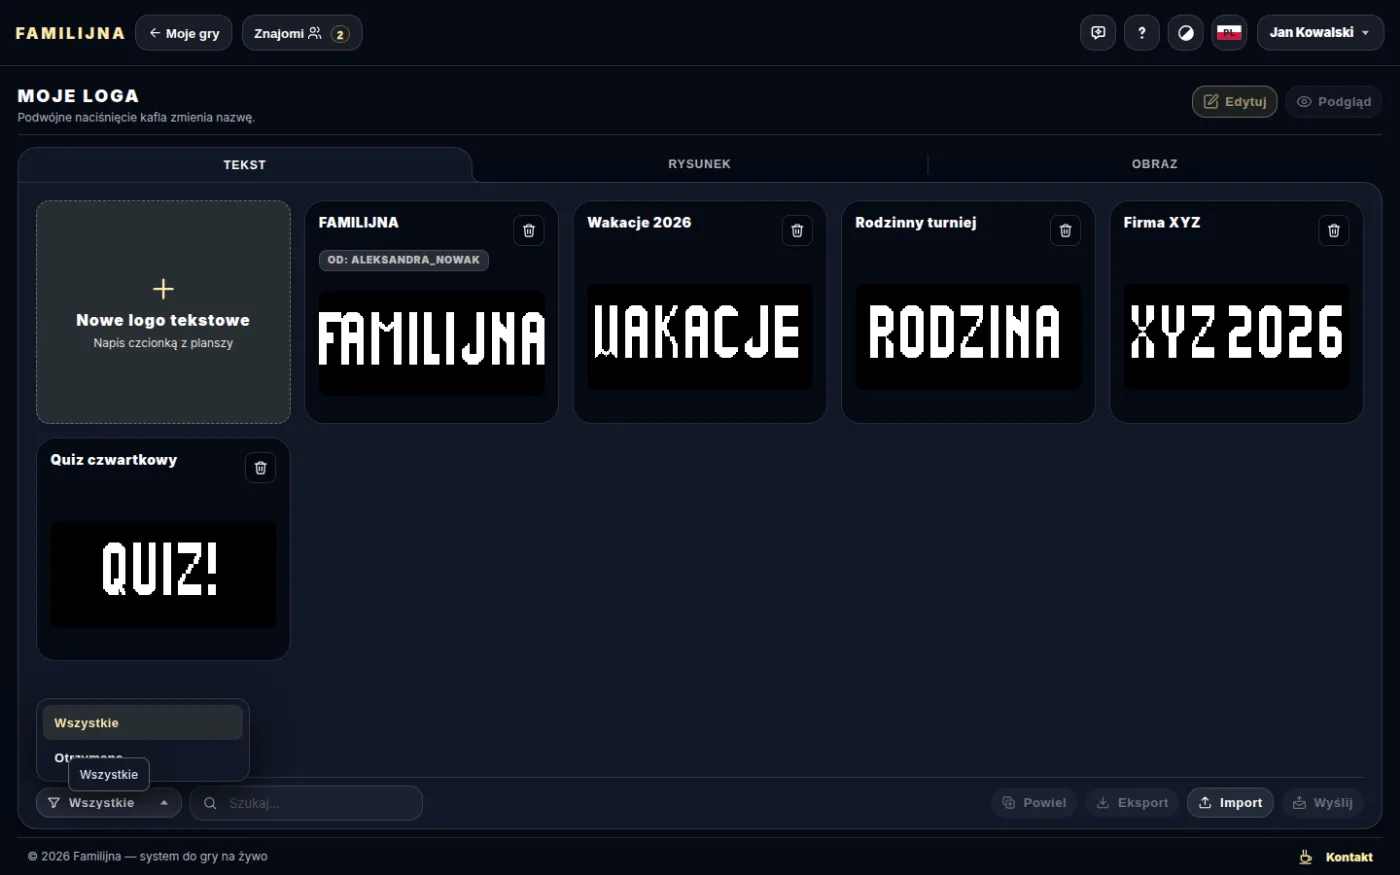 FAMILIJNA
Moje gry
Znajomi 2
?
PL
Jan Kowalski
MOJE LOGA
Podwójne naciśnięcie kafla zmienia nazwę.
Edytuj
Podgląd
TEKST
RYSUNEK
OBRAZ
Nowe logo tekstowe
Napis czcionką z planszy
FAMILIJNA
OD: ALEKSANDRA_NOWAK
FAMILIJNA
Wakacje 2026
WAKACJE
Rodzinny turniej
RODZINA
Firma XYZ
XYZ 2026
Quiz czwartkowy
QUIZ!
Wszystkie
Wszystkie
Wszystkie
Szukaj...
Powiel
Eksport
Import
Wyślij
© 2026 Familijna — system do gry na żywo
Kontakt